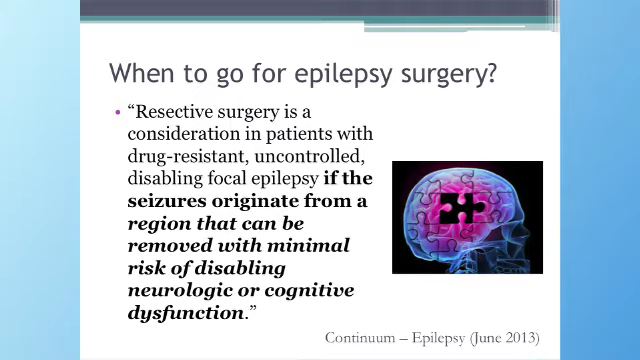 When to go for epilepsy surgery?
• “Resective surgery is a
consideration in patients with
drug-resistant, uncontrolled,
disabling focal epilepsy if the
seizures originate from a
region that can be
removed with minimal
risk of disabling
neurologic or cognitive
dysfunction.”
Continuum – Epilepsy (June 2013)